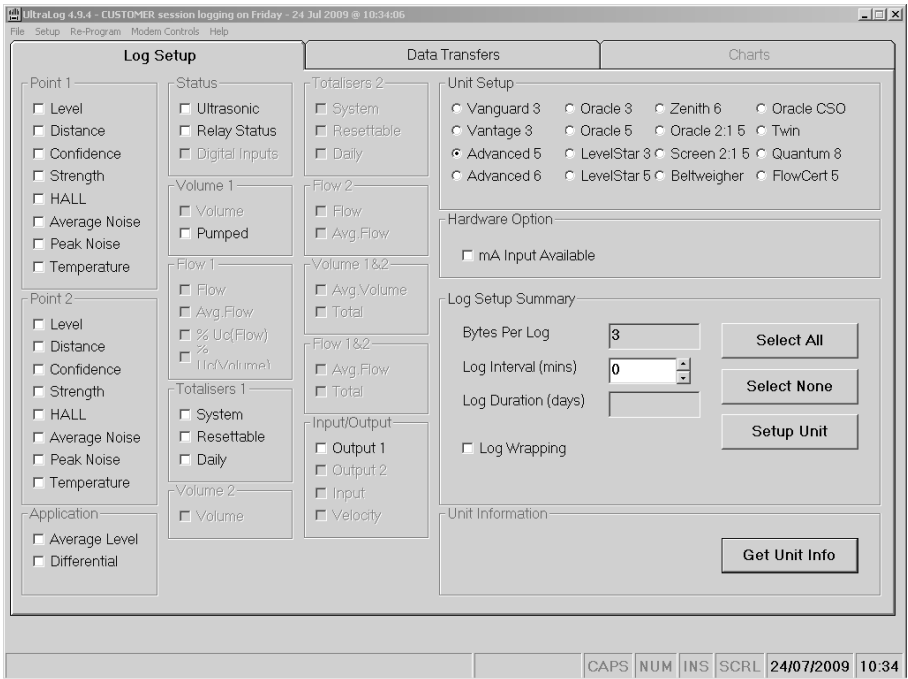 UltraLog 4.9.4 - CUSTOMER session logging on Friday - 24 Jul 2009 @ 10:34:06
File Setup Re-Program Modem Controls Help
Log Setup
Data Transfers
Charts
Point 1
Level
Distance
Confidence
Strength
HALL
Average Noise
Peak Noise
Temperature
Point 2
Level
Distance
Confidence
Strength
HALL
Average Noise
Peak Noise
Temperature
Application
Average Level
Differential
Status
Ultrasonic
Relay Status
Digital Inputs
Volume 1
Volume
Pumped
Flow 1
Flow
Avg.Flow
% Uc(Flow)
%
Uc(Volume)
Totalisers 1
System
Resettable
Daily
Volume 2
Volume
Totalisers 2
System
Resettable
Daily
Flow 2
Flow
Avg.Flow
Volume 1&2
Avg.Volume
Total
Flow 1&2
Avg.Flow
Total
Input/Output
Output 1
Output 2
Input
Velocity
Unit Setup
Vanguard 3 Oracle 3 Zenith 6 Oracle CSO
Vantage 3 Oracle 5 Oracle 2:1 5 Twin
Advanced 5 LevelStar 3 Screen 2:1 5 Quantum 8
Advanced 6 LevelStar 5 Beltweigher FlowCert 5
Hardware Option
mA Input Available
Log Setup Summary
Bytes Per Log 3
Log Interval (mins) 0
Log Duration (days)
Log Wrapping
Select All
Select None
Setup Unit
Unit Information
Get Unit Info
CAPS NUM INS SCRL 24/07/2009 10:34